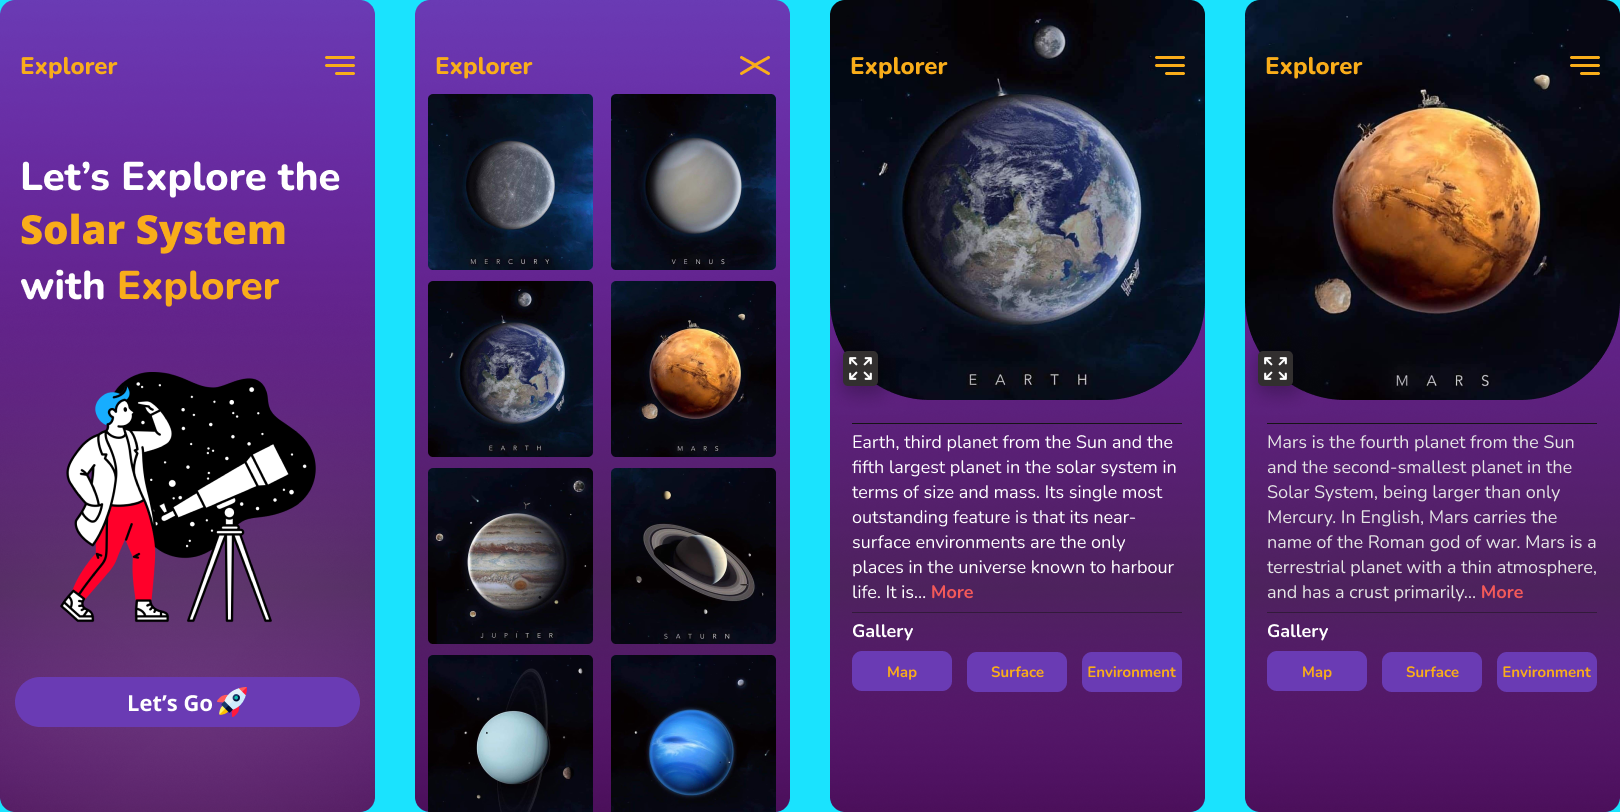 Explorer
Let's Explore the
Solar System
with Explorer
Let's Go
Explorer
MERCURY
VENUS
EARTH
MARS
JUPITER
SATURN
Explorer
EARTH
Earth, third planet from the Sun and the
fifth largest planet in the solar system in
terms of size and mass. Its single most
outstanding feature is that its near-
surface environments are the only
places in the universe known to harbour
life. It is... More
Gallery
Map
Surface
Environment
Explorer
MARS
Mars is the fourth planet from the Sun
and the second-smallest planet in the
Solar System, being larger than only
Mercury. In English, Mars carries the
name of the Roman god of war. Mars is a
terrestrial planet with a thin atmosphere,
and has a crust primarily... More
Gallery
Map
Surface
Environment